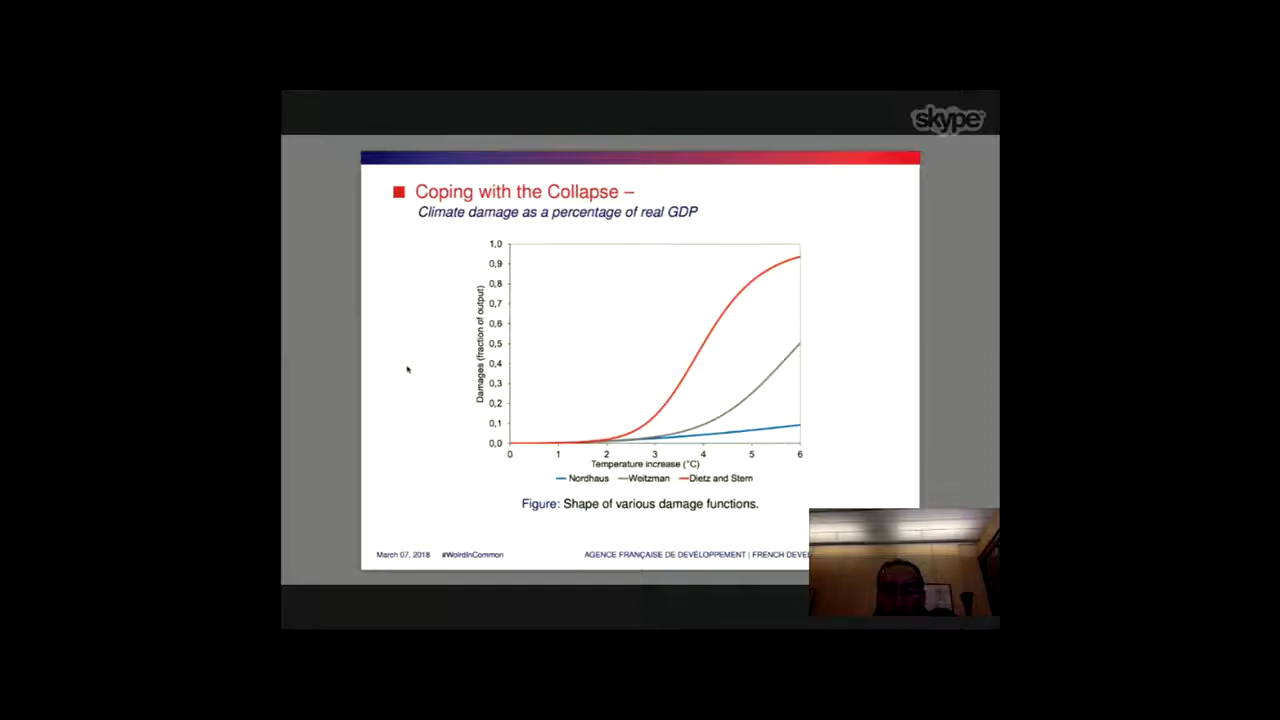 skype
Coping with the Collapse –
Climate damage as a percentage of real GDP
1,0
0,9
0,8
0,7
0,6
0,5
0,4
0,3
0,2
0,1
0,0
Damages (fraction of output)
0 1 2 3 4 5 6
Temperature increase (°C)
Nordhaus Weitzman Dietz and Stern
Figure: Shape of various damage functions.
March 07, 2018 #WolrdInCommon AGENCE FRANÇAISE DE DÉVELOPPEMENT | FRENCH DEVEL